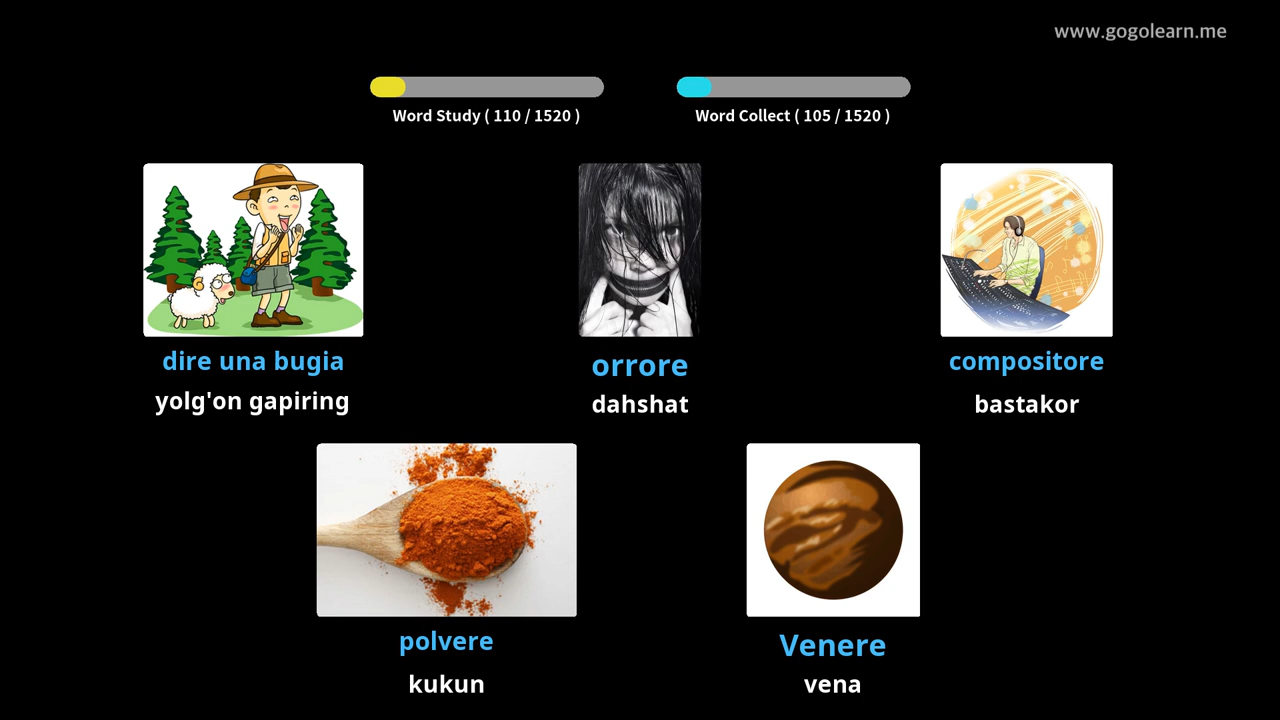 www.gogolearn.me
Word Study ( 110 / 1520 )
Word Collect ( 105 / 1520 )
dire una bugia
yolg'on gapiring
orrore
dahshat
compositore
bastakor
polvere
kukun
Venere
vena